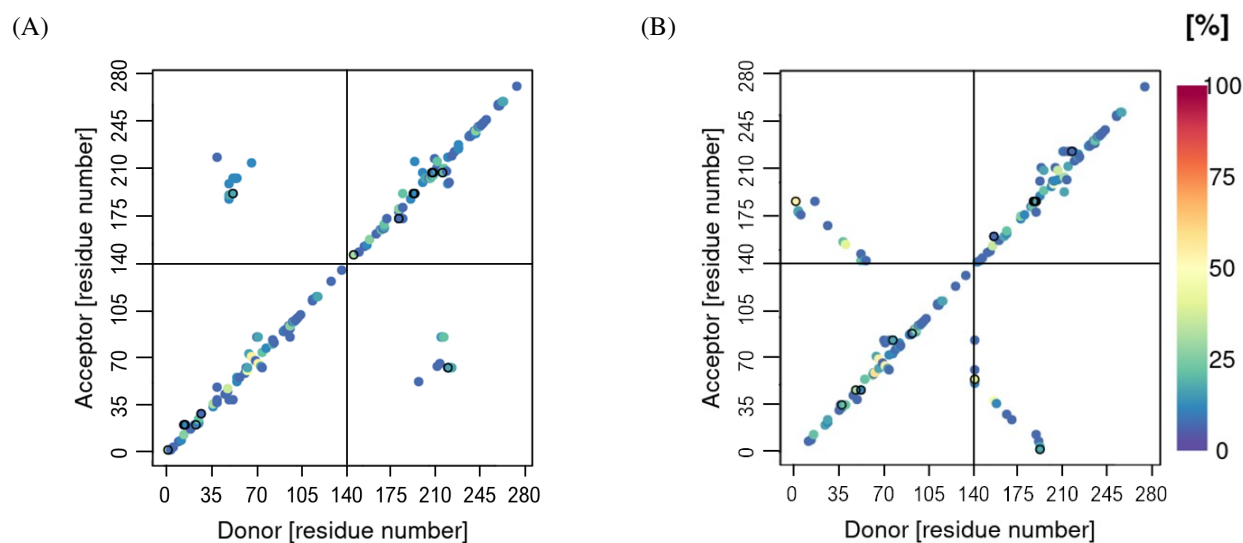 (A)
(B)
[%]
Acceptor [residue number]
0 35 70 105 140 175 210 245 280
0 35 70 105 140 175 210 245 280
Donor [residue number]
Acceptor [residue number]
0 35 70 105 140 175 210 245 280
0 35 70 105 140 175 210 245 280
Donor [residue number]
100
75
50
25
0